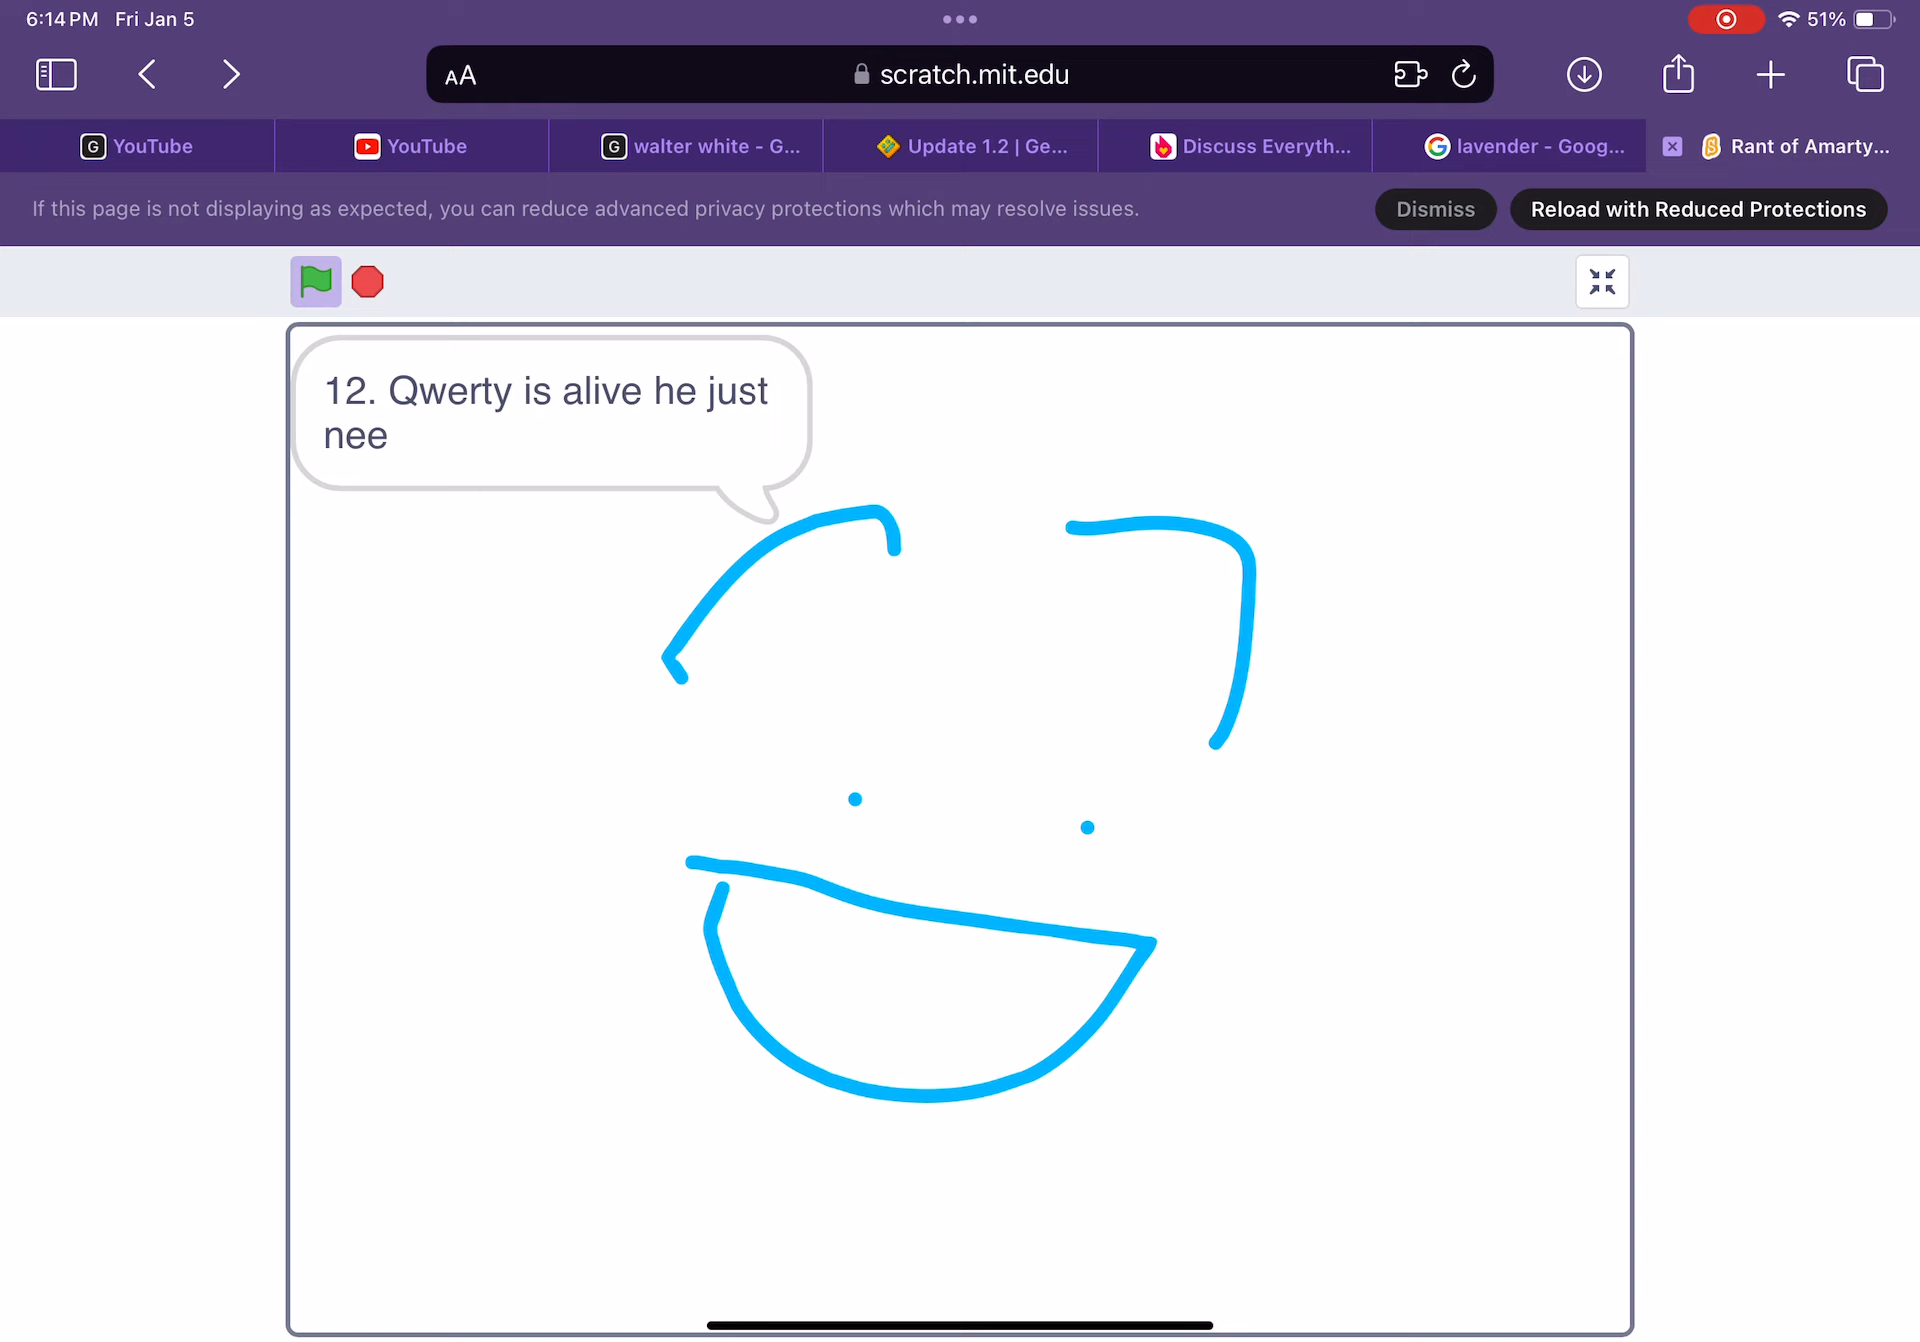 6:14 PM Fri Jan 5
51%
AA
scratch.mit.edu
G YouTube
YouTube
G walter white - G...
Update 1.2 | Ge...
Discuss Everyth...
G lavender - Goog...
Rant of Amarty...
If this page is not displaying as expected, you can reduce advanced privacy protections which may resolve issues.
Dismiss
Reload with Reduced Protections
12. Qwerty is alive he just
nee